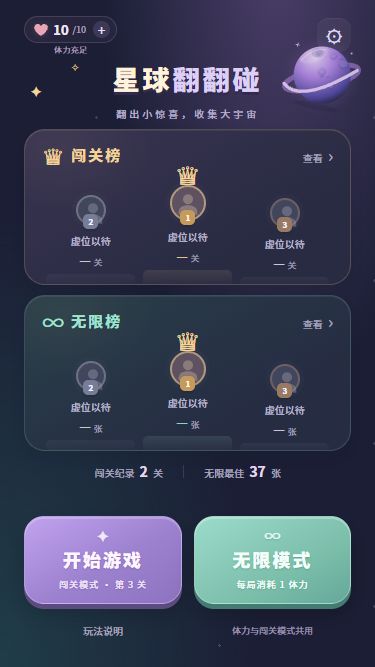 10 /10 +
体力充足
星球翻翻碰
翻出小惊喜，收集大宇宙
闯关榜
查看 ›
2
1
3
虚位以待
虚位以待
虚位以待
— 关
— 关
— 关
∞ 无限榜
查看 ›
2
1
3
虚位以待
虚位以待
虚位以待
— 张
— 张
— 张
闯关纪录 2 关 | 无限最佳 37 张
开始游戏
闯关模式 · 第 3 关
∞
无限模式
每局消耗 1 体力
玩法说明
体力与闯关模式共用